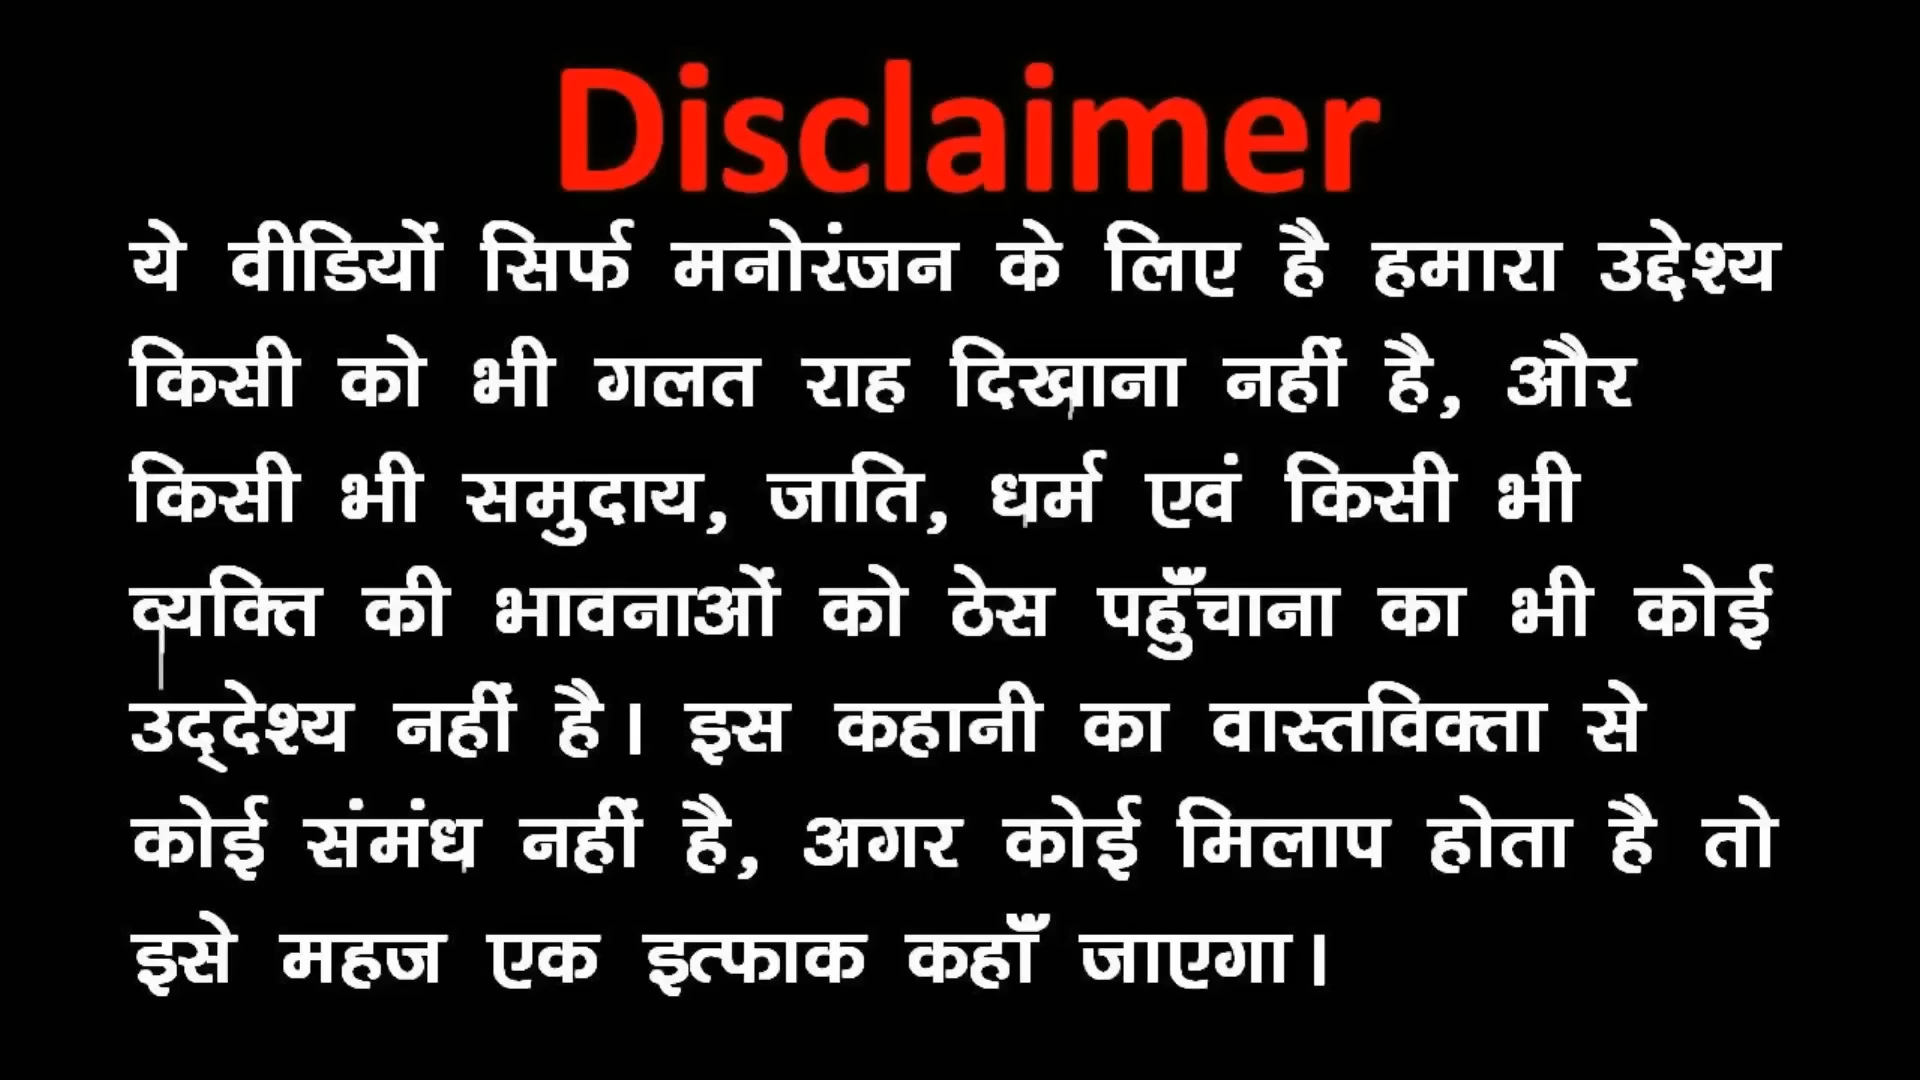 Disclaimer
ये वीडियों सिर्फ मनोरंजन के लिए है हमारा उद्देश्य
किसी को भी गलत राह दिखाना नहीं है, और
किसी भी समुदाय, जाति, धर्म एवं किसी भी
व्यक्ति की भावनाओं को ठेस पहुँचाना का भी कोई
उद्‌देश्य नहीं है। इस कहानी का वास्तविक्ता से
कोई संमंध नहीं है, अगर कोई मिलाप होता है तो
इसे महज एक इत्फाक कहाँ जाएगा।